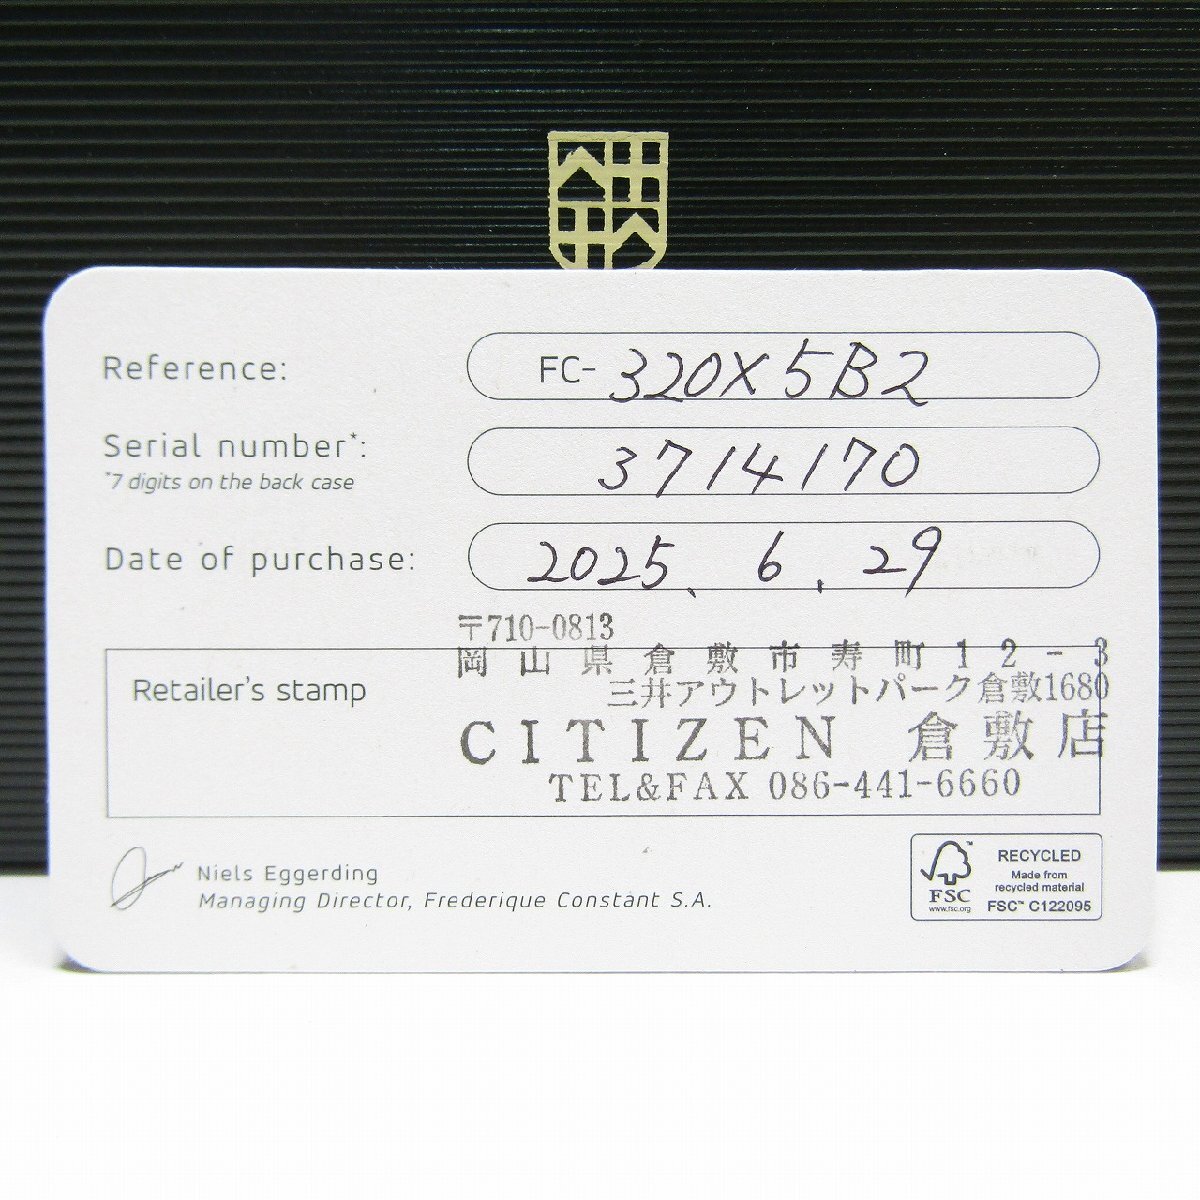 Reference: FC- 320X5B2
Serial number*: 3714170
*7 digits on the back case
Date of purchase: 2025. 6. 29
〒710-0813
岡山県倉敷市寿町12-3
Retailer's stamp
三井アウトレットパーク倉敷1680
CITIZEN 倉敷店
TEL&FAX 086-441-6660
Niels Eggerding
Managing Director, Frederique Constant S.A.
FSC™
www.fsc.org
RECYCLED
Made from
recycled material
FSC™ C122095